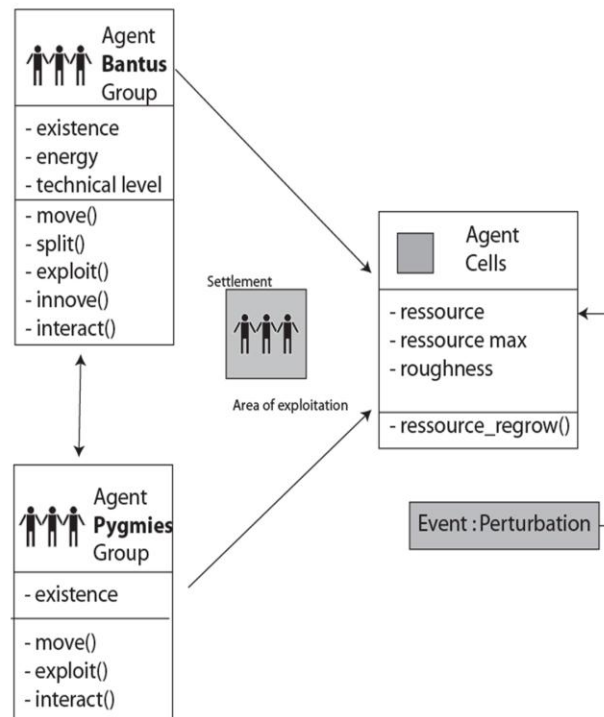 Agent
Bantus
Group
- existence
- energy
- technical level
- move()
- split()
- exploit()
- innove()
- interact()
Settlement
Area of exploitation
Agent
Cells
- ressource
- ressource max
- roughness
- ressource_regrow()
Event : Perturbation
Agent
Pygmies
Group
- existence
- move()
- exploit()
- interact()